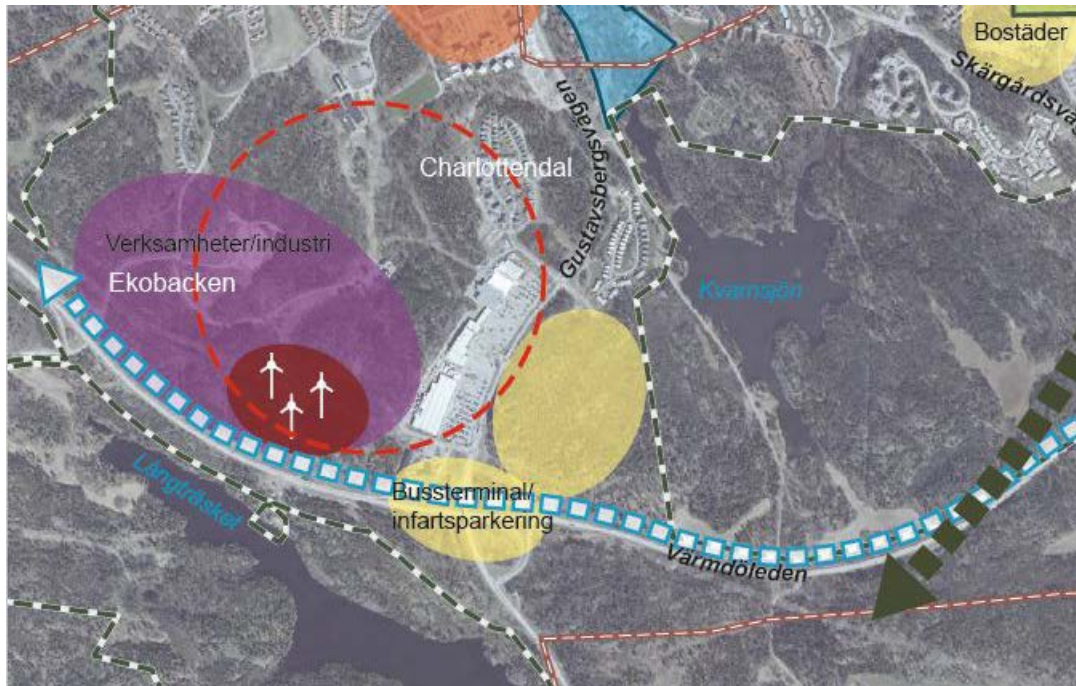 Bostäder
Skärgårdsvä
Gustavsbergsvägen
Charlottendal
Verksamheter/industri
Ekobacken
Kvarnsjön
Långträsket
Bussterminal/
infartsparkering
Värmdöleden